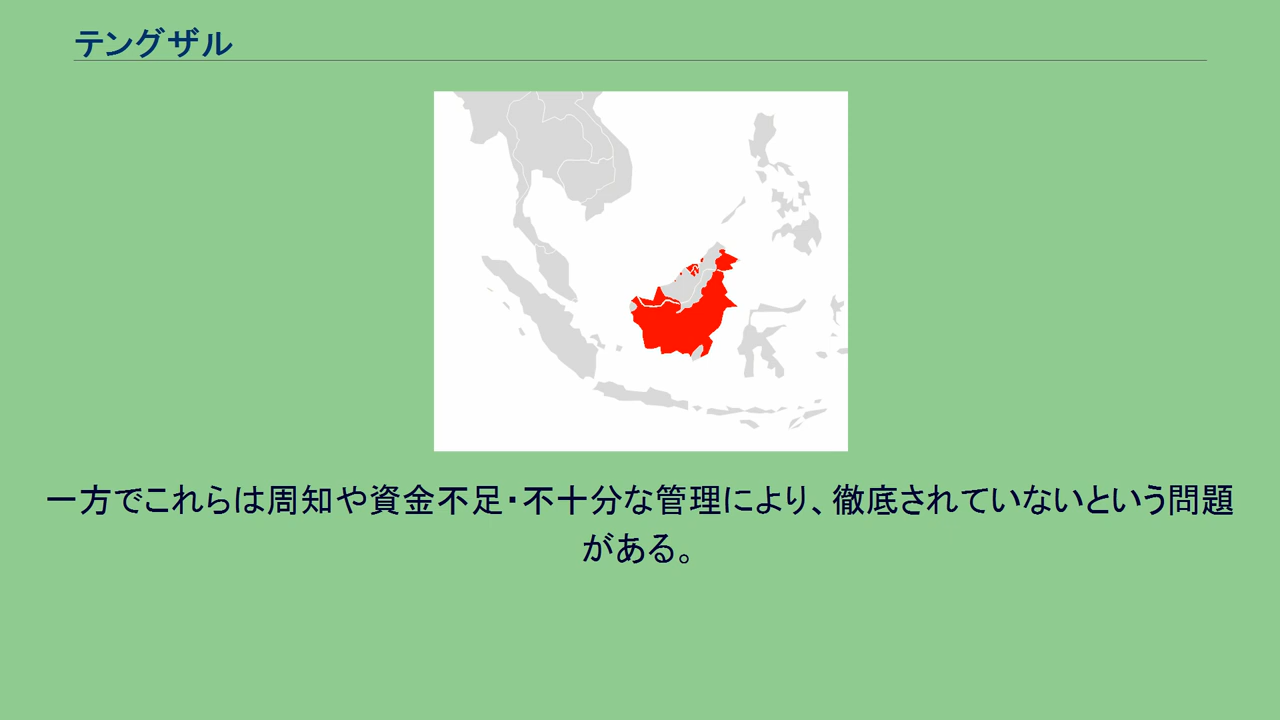 テングザル
一方でこれらは周知や資金不足・不十分な管理により、徹底されていないという問題
がある。